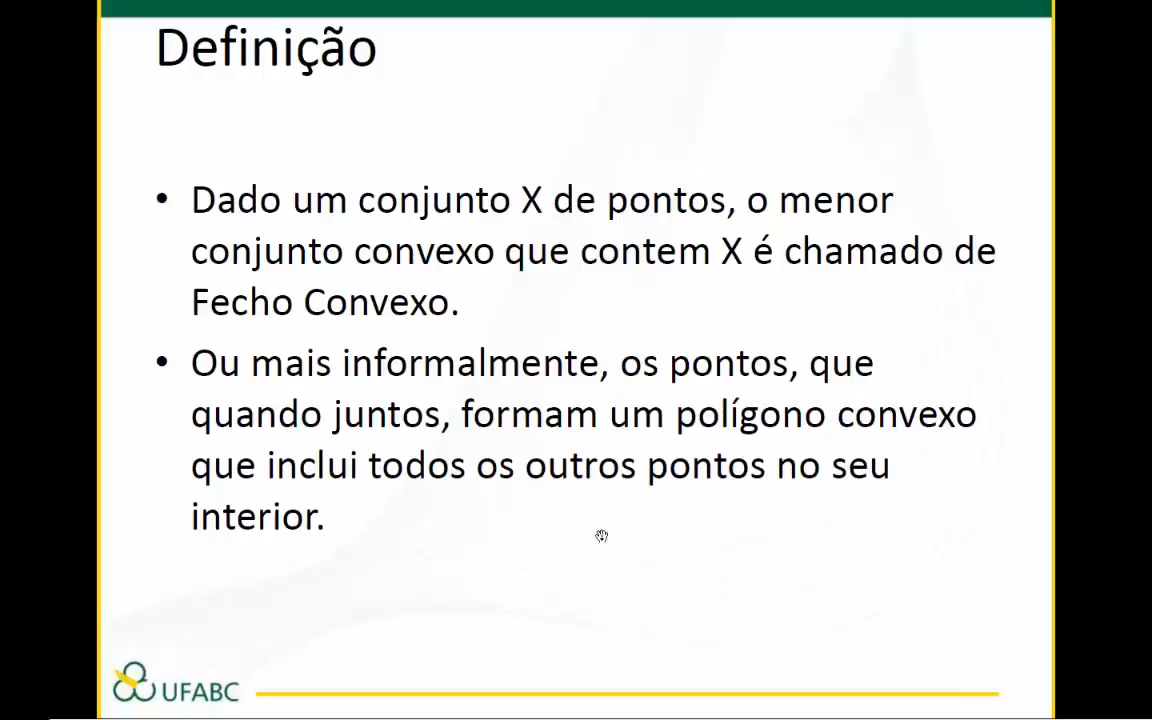 Definição
• Dado um conjunto X de pontos, o menor
conjunto convexo que contem X é chamado de
Fecho Convexo.
• Ou mais informalmente, os pontos, que
quando juntos, formam um polígono convexo
que inclui todos os outros pontos no seu
interior.
UFABC